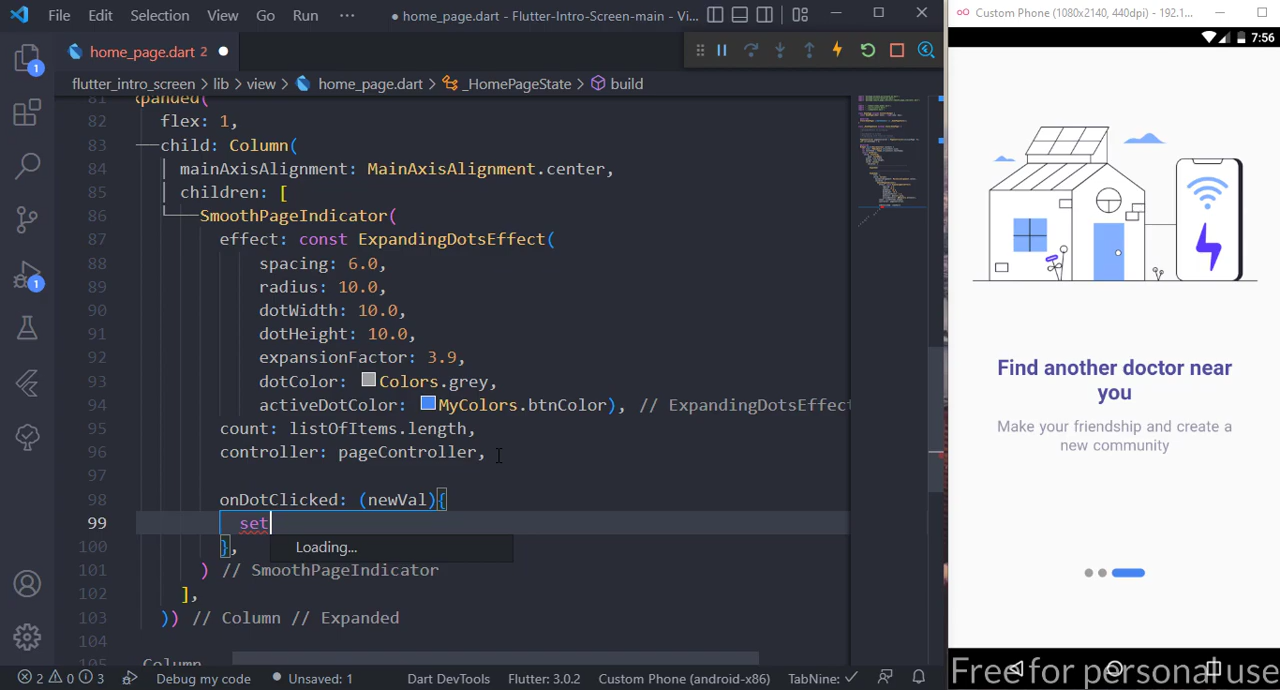 File Edit Selection View Go Run ··· ● home_page.dart - Flutter-Intro-Screen-main - Vi...
Custom Phone (1080x2140, 440dpi) - 192.1...
home_page.dart 2 ●
7:56
flutter_intro_screen > lib > view > home_page.dart > _HomePageState > build
81 xpanded(
82 flex: 1,
83 child: Column(
84 mainAxisAlignment: MainAxisAlignment.center,
85 children: [
86 SmoothPageIndicator(
87 effect: const ExpandingDotsEffect(
88 spacing: 6.0,
89 radius: 10.0,
90 dotWidth: 10.0,
91 dotHeight: 10.0,
92 expansionFactor: 3.9,
93 dotColor: Colors.grey,
94 activeDotColor: MyColors.btnColor), // ExpandingDotsEffect
95 count: listOfItems.length,
96 controller: pageController,
97
98 onDotClicked: (newVal){
99 set
Loading...
100 },
101 ) // SmoothPageIndicator
102 ],
103 )) // Column // Expanded
104
105 Column
1
1
Find another doctor near
you
Make your friendship and create a
new community
2 0 3 Debug my code Unsaved: 1 Dart DevTools Flutter: 3.0.2 Custom Phone (android-x86) TabNine:
Free for personal use